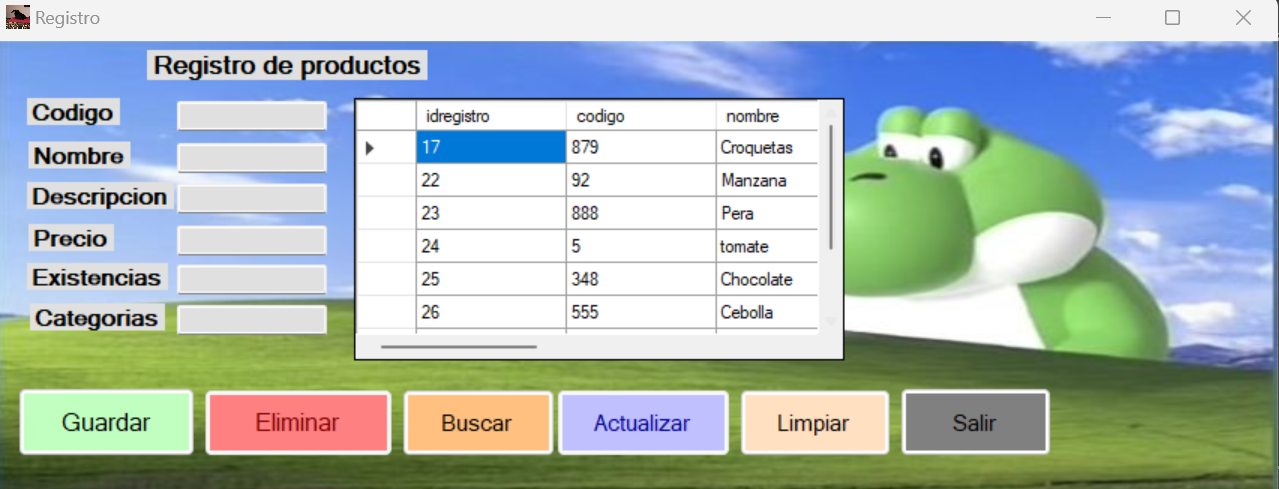 Registro
Registro de productos
Codigo
Nombre
Descripcion
Precio
Existencias
Categorias
idregistro codigo nombre
17 879 Croquetas
22 92 Manzana
23 888 Pera
24 5 tomate
25 348 Chocolate
26 555 Cebolla
Guardar Eliminar Buscar Actualizar Limpiar Salir